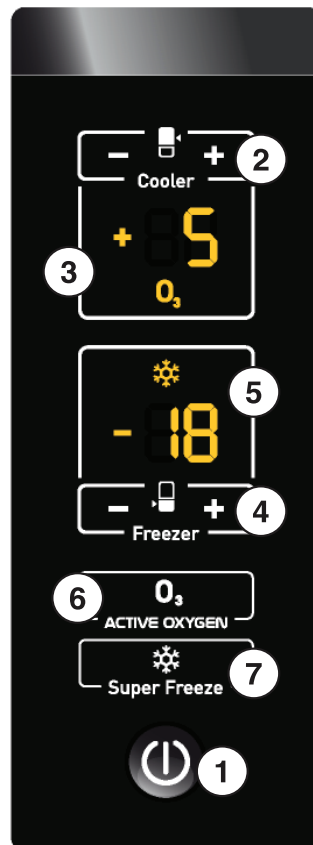 − + 2
Cooler
+ 5
3
O₃
5
- 18
− + 4
Freezer
6 O₃
ACTIVE OXYGEN
7
Super Freeze
1